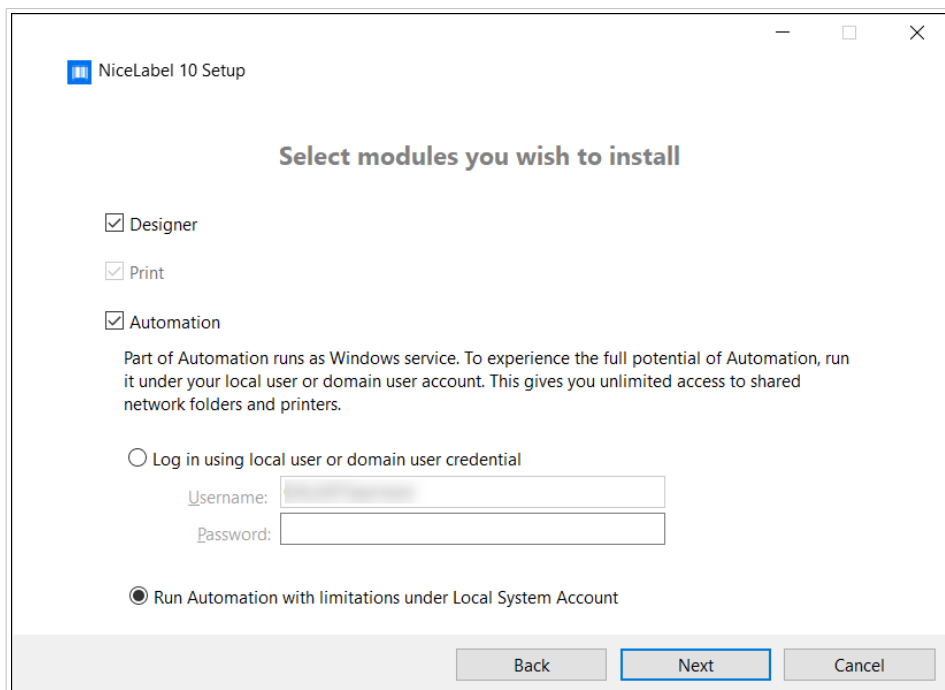 NiceLabel 10 Setup
Select modules you wish to install
Designer
Print
Automation
Part of Automation runs as Windows service. To experience the full potential of Automation, run
it under your local user or domain user account. This gives you unlimited access to shared
network folders and printers.
Log in using local user or domain user credential
Username:
Password:
Run Automation with limitations under Local System Account
Back Next Cancel